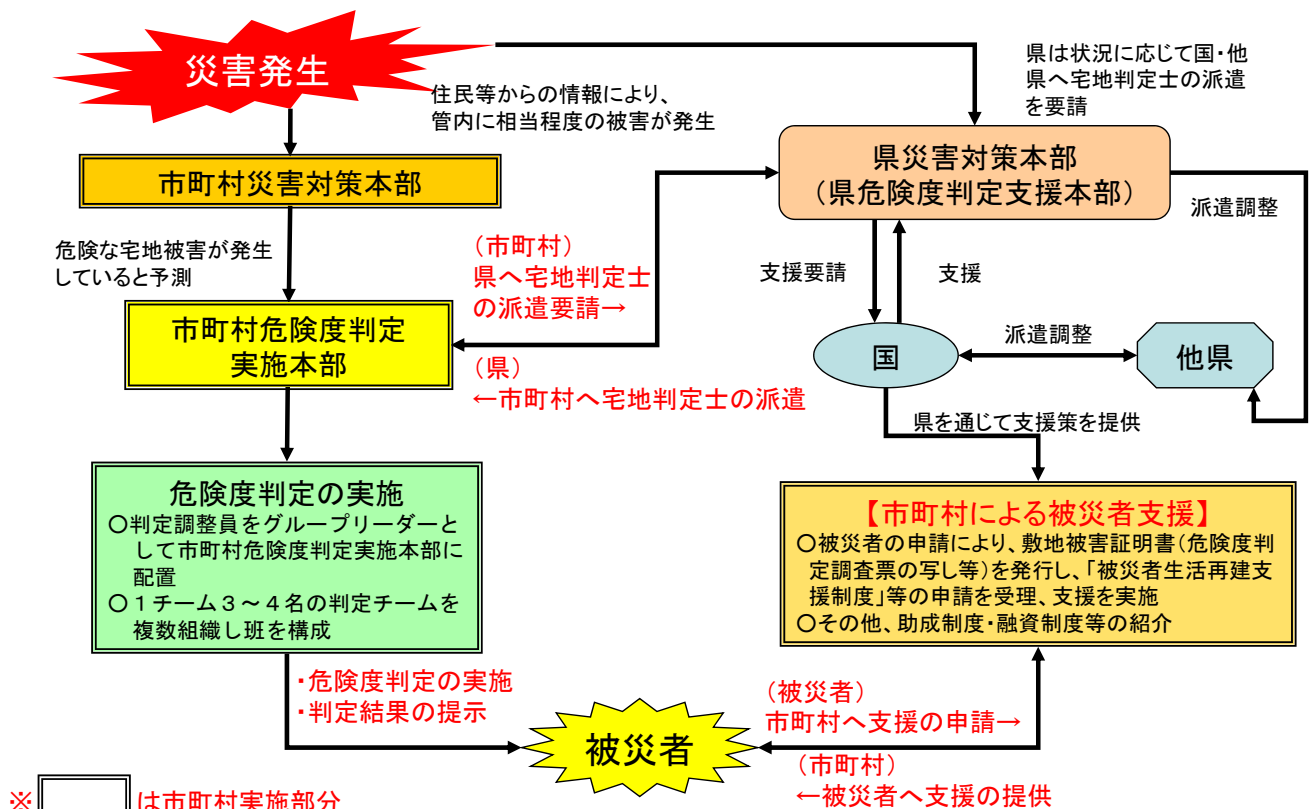 災害発生
住民等からの情報により、
管内に相当程度の被害が発生
県は状況に応じて国・他
県へ宅地判定士の派遣
を要請
市町村災害対策本部
県災害対策本部
（県危険度判定支援本部）
派遣調整
危険な宅地被害が発生
していると予測
（市町村）
県へ宅地判定士
の派遣要請→
支援要請
支援
市町村危険度判定
実施本部
（県）
←市町村へ宅地判定士の派遣
国
派遣調整
他県
県を通じて支援策を提供
危険度判定の実施
○判定調整員をグループリーダーと
して市町村危険度判定実施本部に
配置
○１チーム３～４名の判定チームを
複数組織し班を構成
【市町村による被災者支援】
○被災者の申請により、敷地被害証明書（危険度判
定調査票の写し等）を発行し、「被災者生活再建支
援制度」等の申請を受理、支援を実施
○その他、助成制度・融資制度等の紹介
・危険度判定の実施
・判定結果の提示
被災者
（被災者）
市町村へ支援の申請→
（市町村）
←被災者へ支援の提供
※ は市町村実施部分